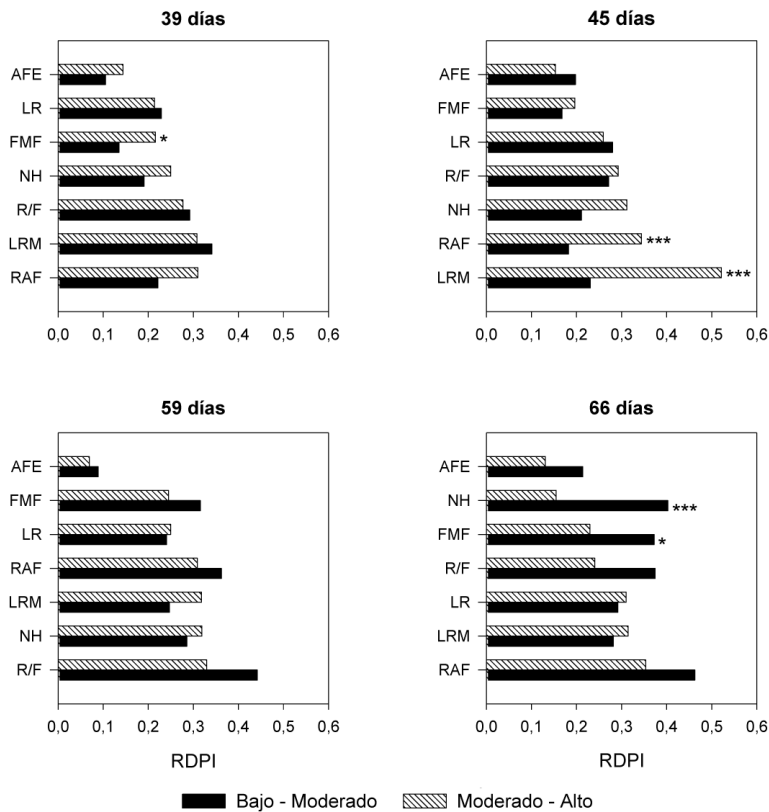 39 días
AFE
LR
FMF
*
NH
R/F
LRM
RAF
0,0 0,1 0,2 0,3 0,4 0,5 0,6
45 días
AFE
FMF
LR
R/F
NH
RAF
***
LRM
***
0,0 0,1 0,2 0,3 0,4 0,5 0,6
59 días
AFE
FMF
LR
RAF
LRM
NH
R/F
0,0 0,1 0,2 0,3 0,4 0,5 0,6
RDPI
66 días
AFE
NH
***
FMF
*
R/F
LR
LRM
RAF
0,0 0,1 0,2 0,3 0,4 0,5 0,6
RDPI
Bajo - Moderado
Moderado - Alto